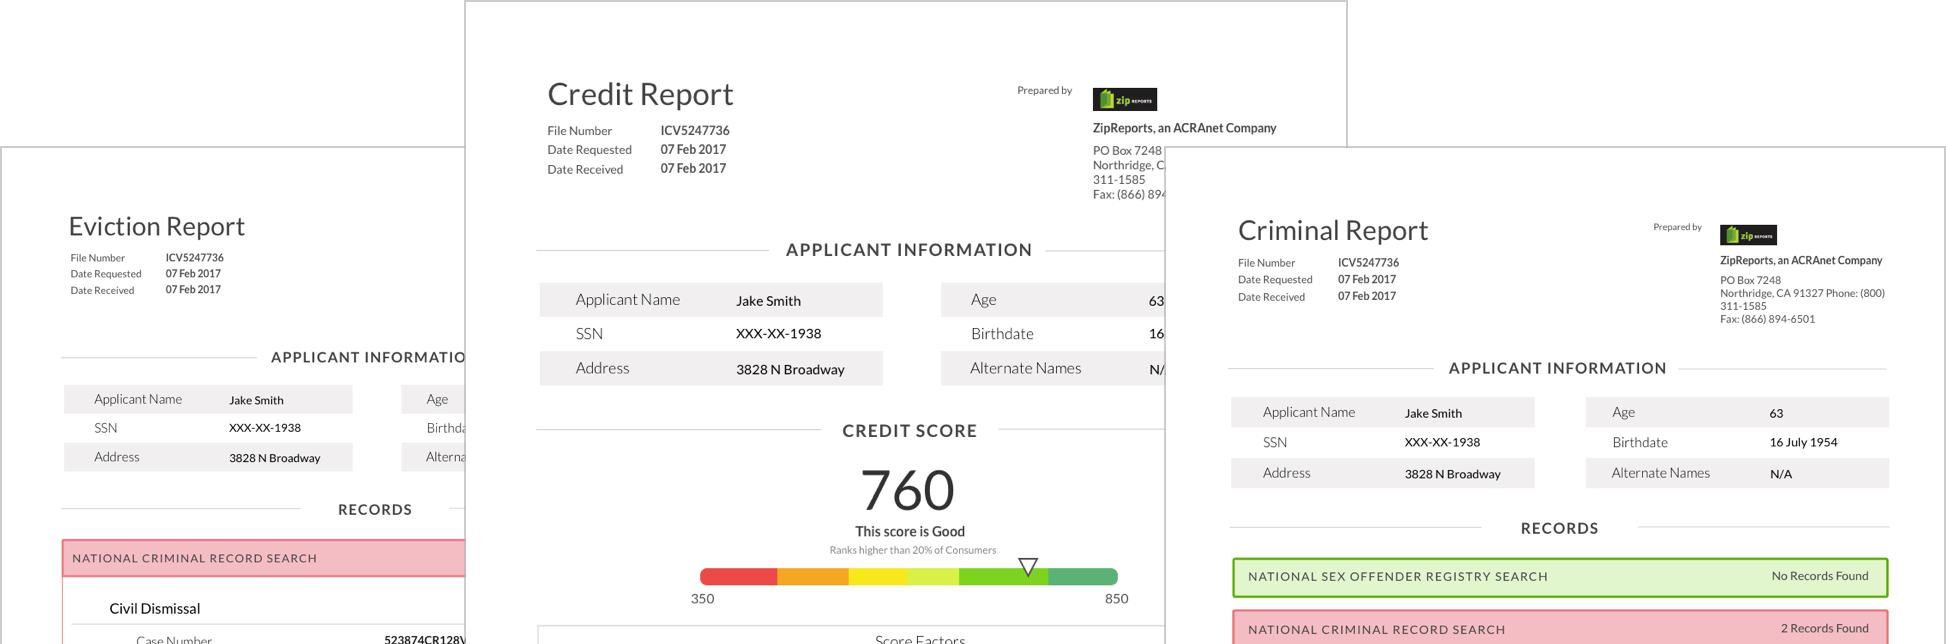 Eviction Report
File Number ICV5247736
Date Requested 07 Feb 2017
Date Received 07 Feb 2017
APPLICANT INFORMATIO
Applicant Name Jake Smith Age
SSN XXX-XX-1938 Birthda
Address 3828 N Broadway Alterna
RECORDS
NATIONAL CRIMINAL RECORD SEARCH
Civil Dismissal
Case Number 523874CR128V
Credit Report
Prepared by
zip REPORTS
File Number ICV5247736
Date Requested 07 Feb 2017
Date Received 07 Feb 2017
ZipReports, an ACRAnet Company
PO Box 7248
Northridge, C
311-1585
Fax: (866) 894
APPLICANT INFORMATION
Applicant Name Jake Smith Age 63
SSN XXX-XX-1938 Birthdate 16
Address 3828 N Broadway Alternate Names N/
CREDIT SCORE
760
This score is Good
Ranks higher than 20% of Consumers
350 850
Score Factors
Criminal Report
Prepared by
zip REPORTS
File Number ICV5247736
Date Requested 07 Feb 2017
Date Received 07 Feb 2017
ZipReports, an ACRAnet Company
PO Box 7248
Northridge, CA 91327 Phone: (800)
311-1585
Fax: (866) 894-6501
APPLICANT INFORMATION
Applicant Name Jake Smith Age 63
SSN XXX-XX-1938 Birthdate 16 July 1954
Address 3828 N Broadway Alternate Names N/A
RECORDS
NATIONAL SEX OFFENDER REGISTRY SEARCH No Records Found
NATIONAL CRIMINAL RECORD SEARCH 2 Records Found